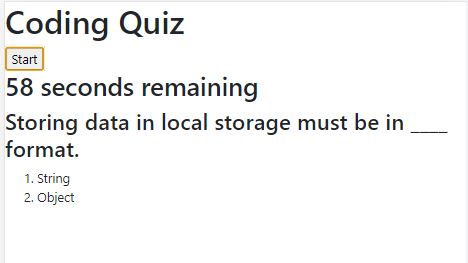 Coding Quiz
Start
58 seconds remaining
Storing data in local storage must be in ____
format.
1. String
2. Object